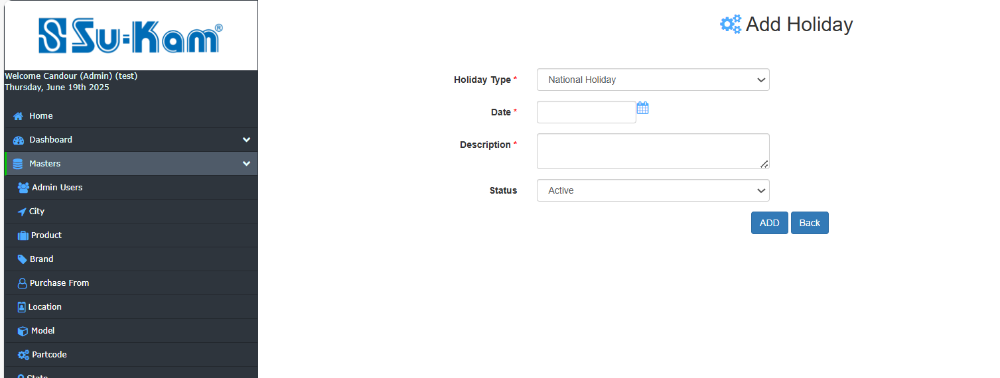 Su-Kam®
Welcome Candour (Admin) (test)
Thursday, June 19th 2025
Home
Dashboard
Masters
Admin Users
City
Product
Brand
Purchase From
Location
Model
Partcode
State
Add Holiday
Holiday Type *
National Holiday
Date *
Description *
Status
Active
ADD
Back